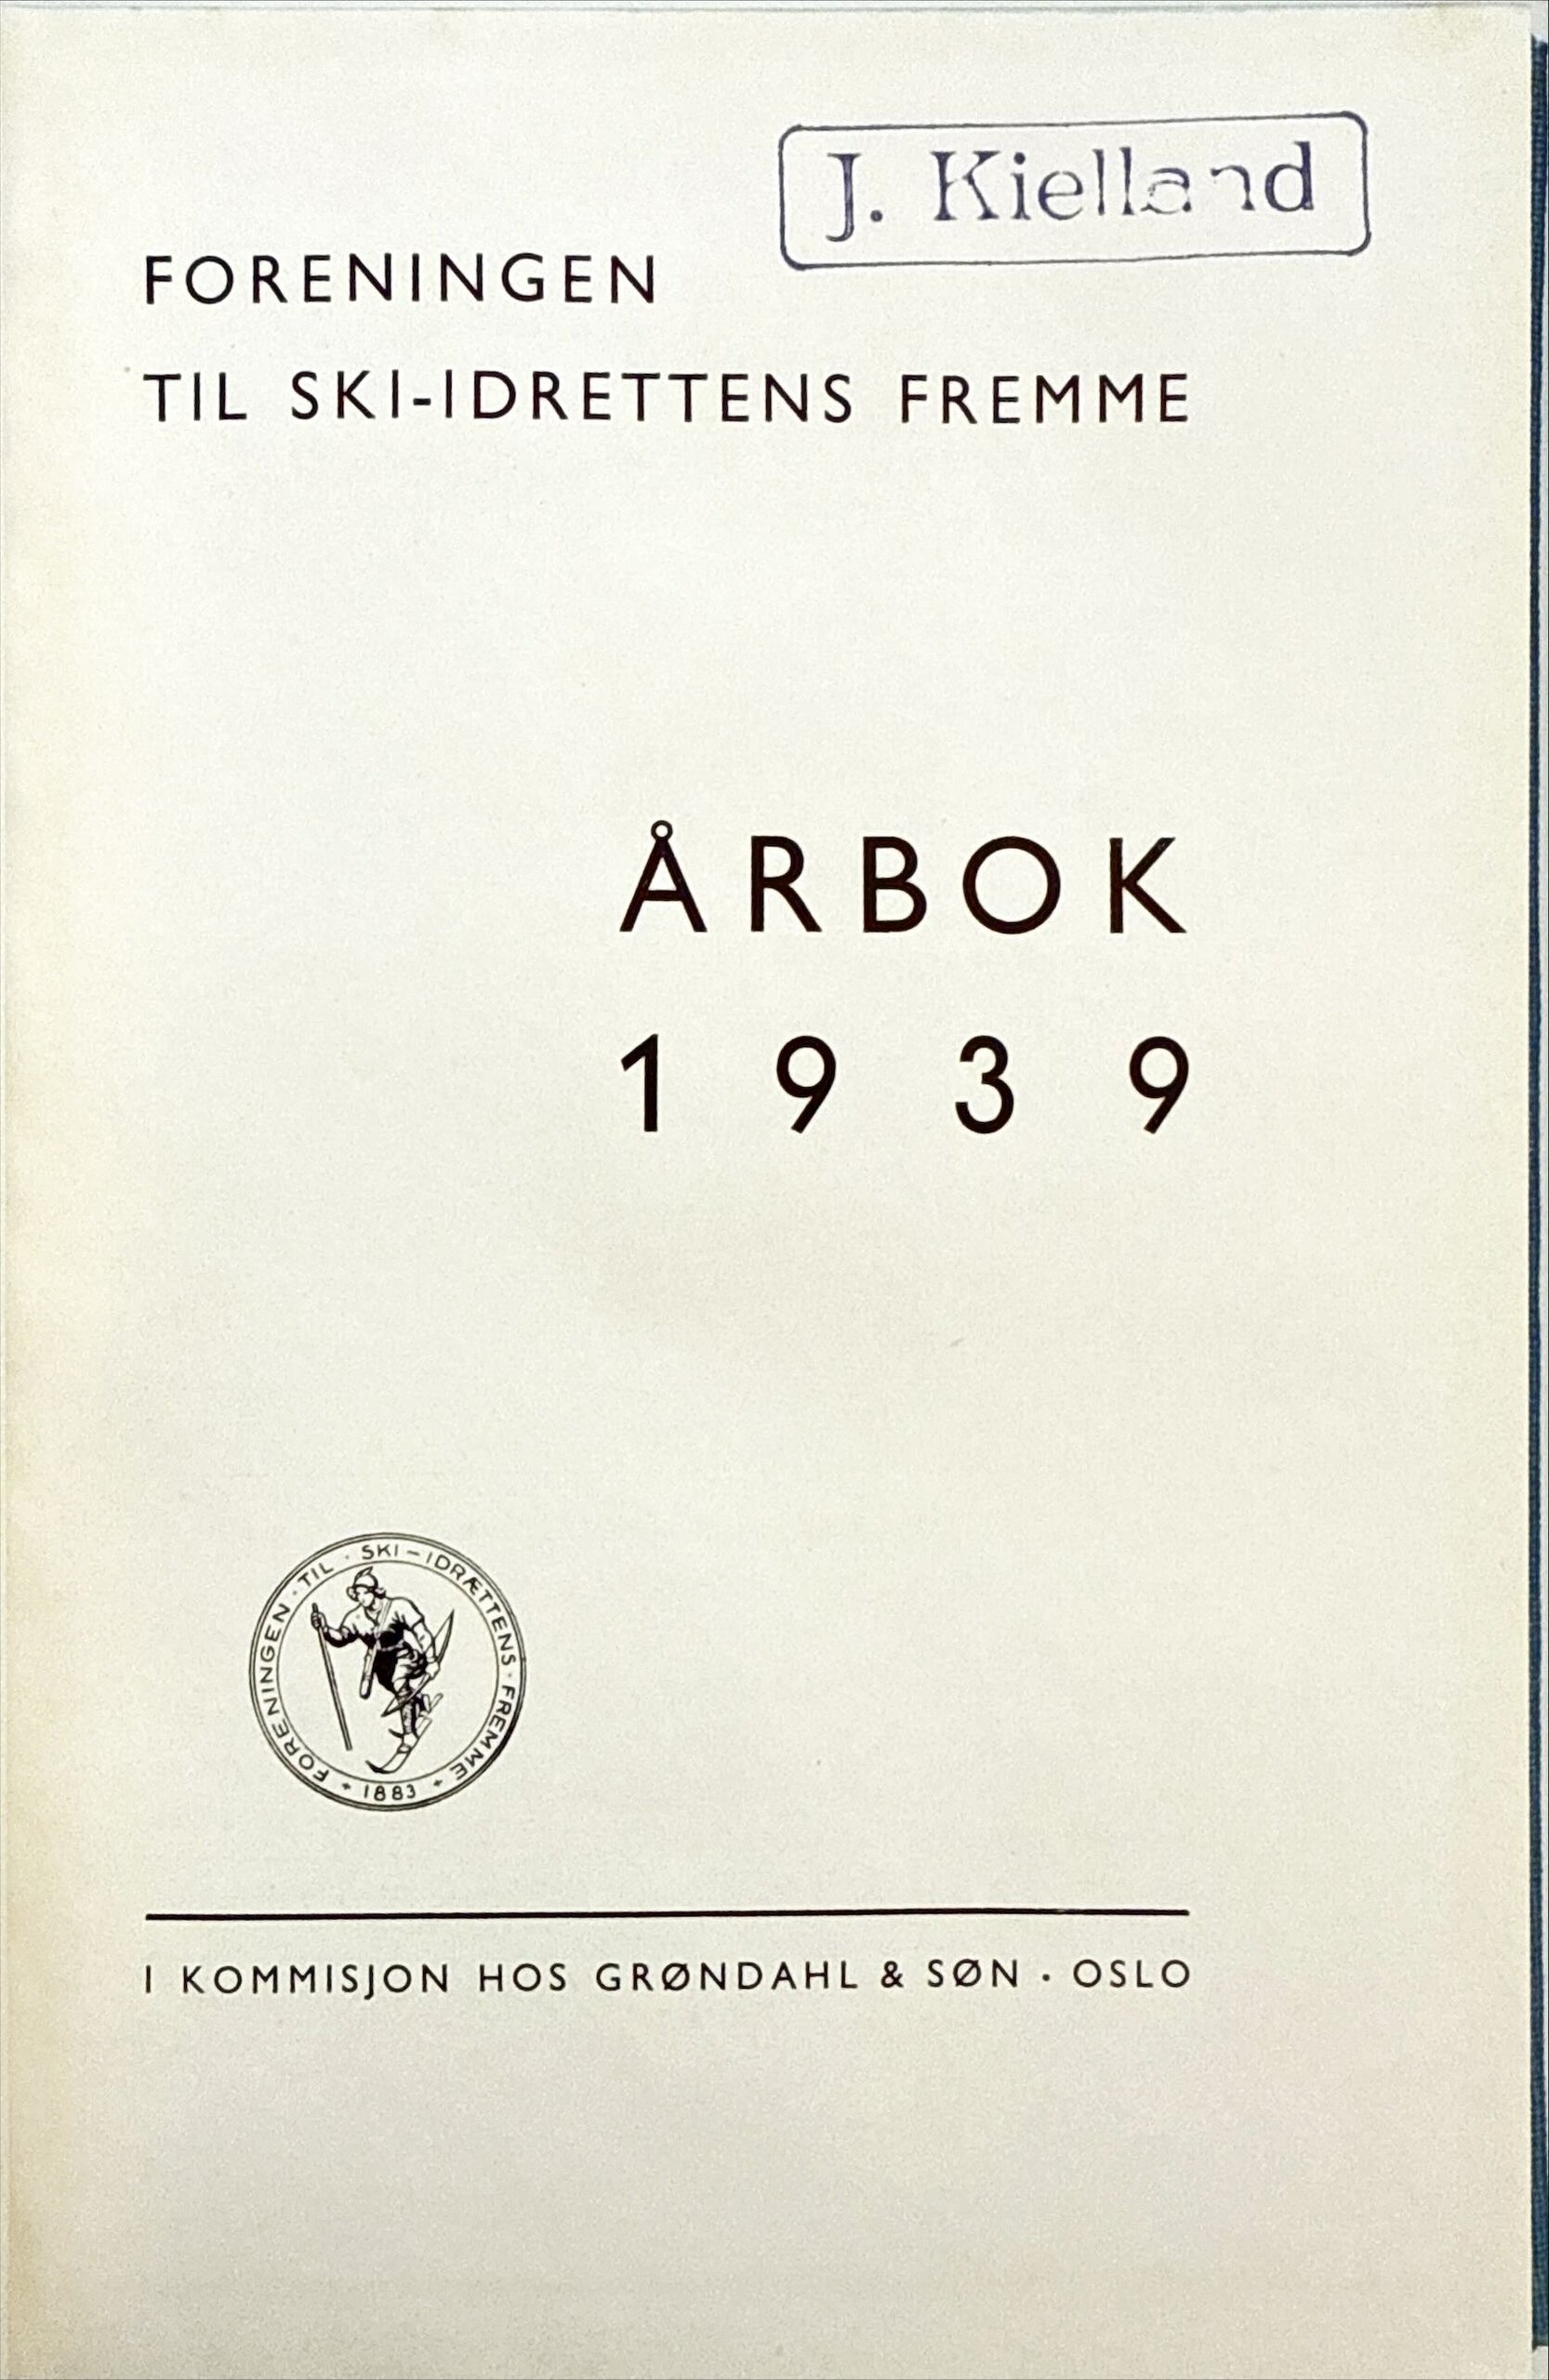 J. Kielland
FORENINGEN
TIL SKI-IDRETTENS FREMME
ÅRBOK
1939
FORENINGEN · TIL · SKI-IDRÆTTENS · FREMME
1883
I KOMMISJON HOS GRØNDAHL & SØN · OSLO